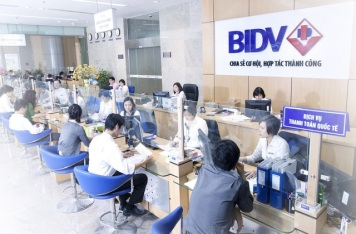 BIDV
CHIA SẺ CƠ HỘI, HỢP TÁC THÀNH CÔNG
DỊCH VỤ
THANH TOÁN QUỐC TẾ